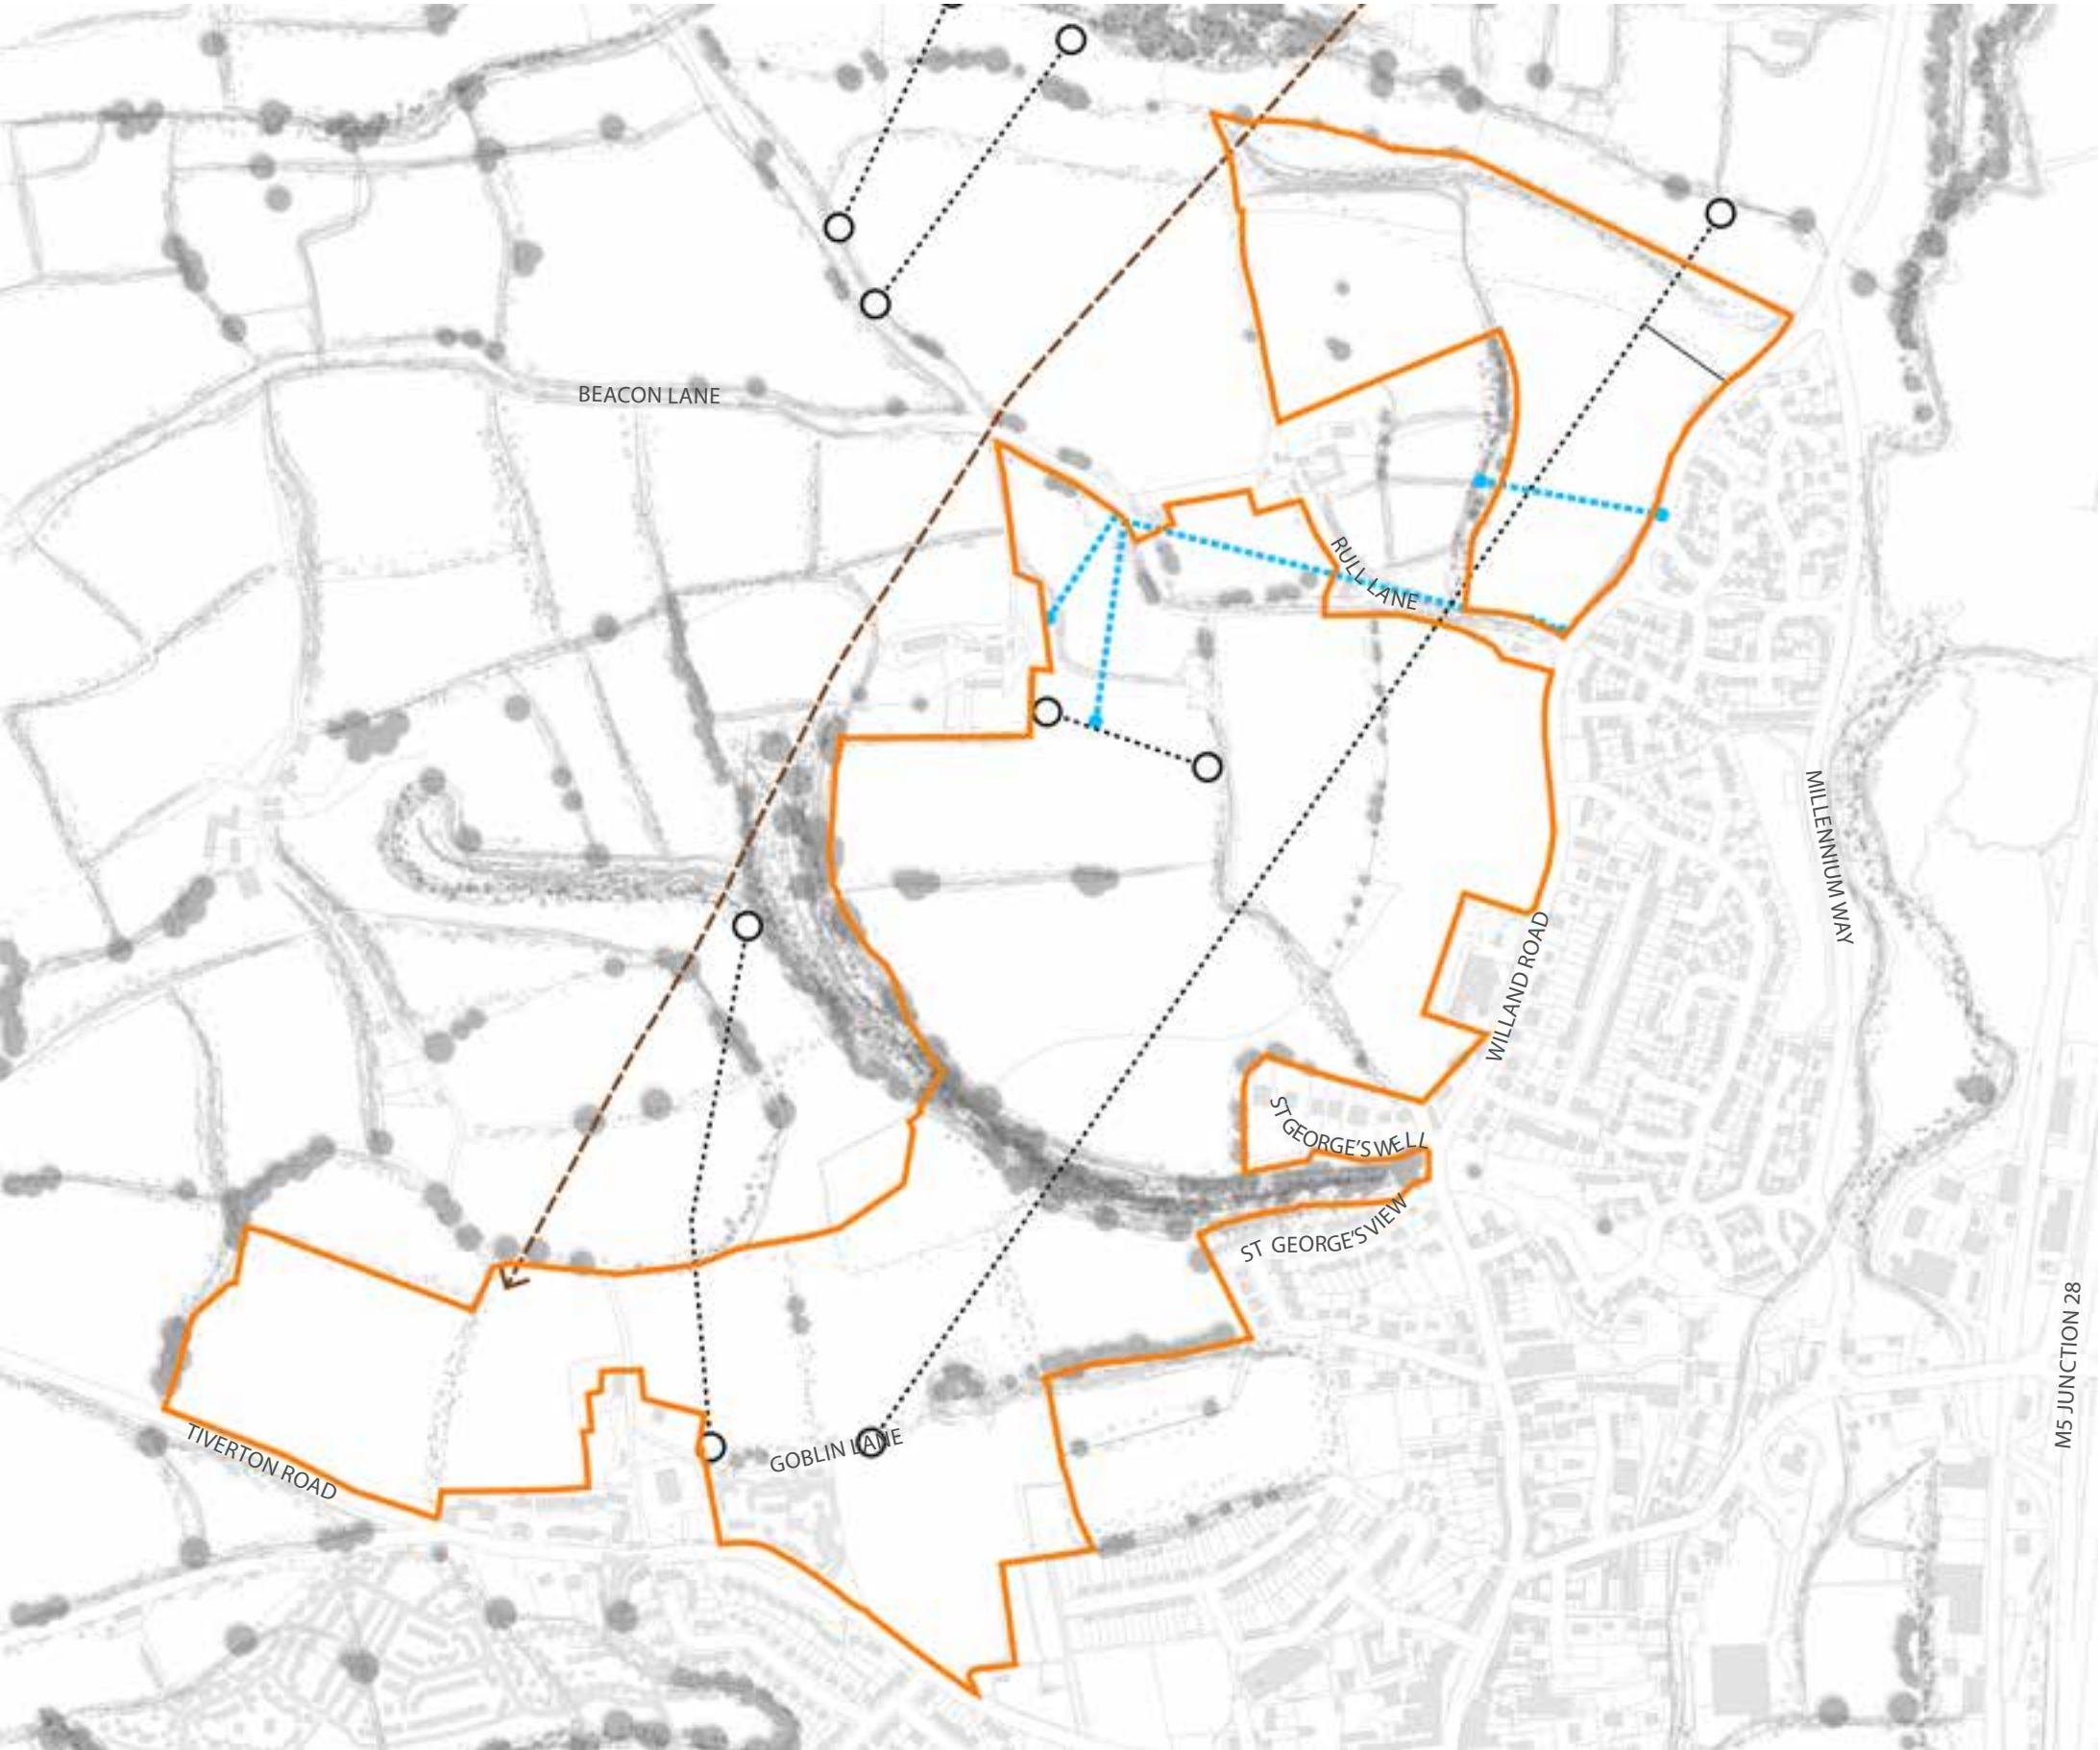 BEACON LANE
RULL LANE
MILLENNIUM WAY
WILLAND ROAD
ST GEORGE'S WELL
ST GEORGE'S VIEW
M5 JUNCTION 28
GOBLIN LANE
TIVERTON ROAD